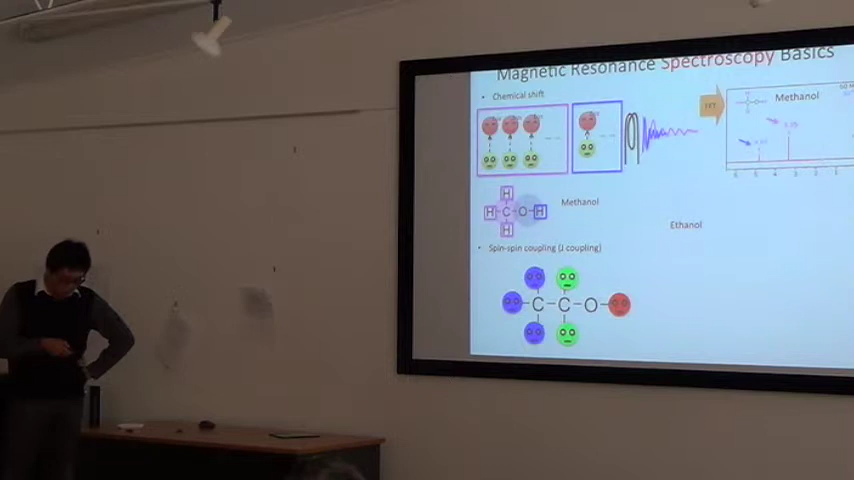 Magnetic Resonance Spectroscopy Basics
• Chemical shift
Methanol
H
H C O H
H
Methanol
Ethanol
• Spin-spin coupling (J coupling)
C C O